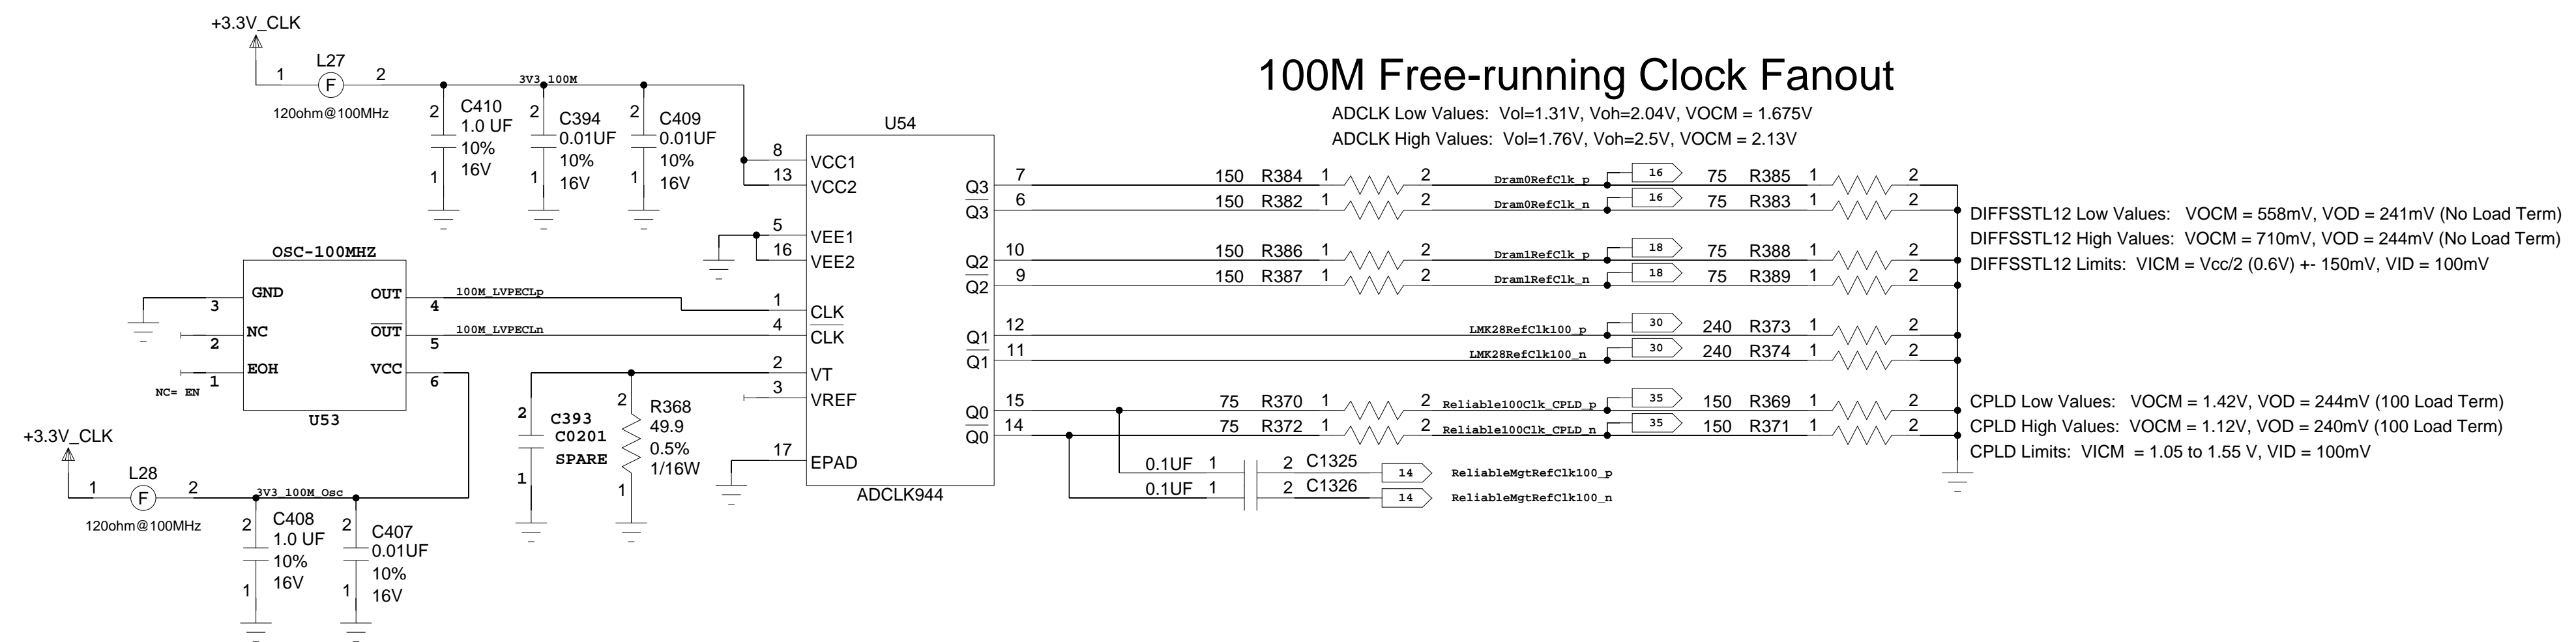 +3.3V_CLK
L27
1 F 2
120ohm@100MHz
3V3_100M
2 C410
1.0 UF
10%
16V
1
2 C394
0.01UF
10%
16V
1
2 C409
0.01UF
10%
16V
1
100M Free-running Clock Fanout
ADCLK Low Values: Vol=1.31V, Voh=2.04V, VOCM = 1.675V
ADCLK High Values: Vol=1.76V, Voh=2.5V, VOCM = 2.13V
U54
8 VCC1
13 VCC2
5 VEE1
16 VEE2
1 CLK
4 CLK
2 VT
3 VREF
17 EPAD
ADCLK944
Q3 7
Q3 6
Q2 10
Q2 9
Q1 12
Q1 11
Q0 15
Q0 14
150 R384 1 2 Dram0RefClk_p 16 75 R385 1 2
150 R382 1 2 Dram0RefClk_n 16 75 R383 1 2
150 R386 1 2 Dram1RefClk_p 18 75 R388 1 2
150 R387 1 2 Dram1RefClk_n 18 75 R389 1 2
LMK28RefClk100_p 30 240 R373 1 2
LMK28RefClk100_n 30 240 R374 1 2
75 R370 1 2 Reliable100Clk_CPLD_p 35 150 R369 1 2
75 R372 1 2 Reliable100Clk_CPLD_n 35 150 R371 1 2
0.1UF 1 2 C1325 14 ReliableMgtRefClk100_p
0.1UF 1 2 C1326 14 ReliableMgtRefClk100_n
DIFFSSTL12 Low Values: VOCM = 558mV, VOD = 241mV (No Load Term)
DIFFSSTL12 High Values: VOCM = 710mV, VOD = 244mV (No Load Term)
DIFFSSTL12 Limits: VICM = Vcc/2 (0.6V) +- 150mV, VID = 100mV
CPLD Low Values: VOCM = 1.42V, VOD = 244mV (100 Load Term)
CPLD High Values: VOCM = 1.12V, VOD = 240mV (100 Load Term)
CPLD Limits: VICM = 1.05 to 1.55 V, VID = 100mV
OSC-100MHZ
3 GND OUT 4 100M_LVPECLp
2 NC OUT 5 100M_LVPECLn
1 EOH VCC 6
NC= EN
U53
2 C393
C0201
SPARE
1
2 R368
49.9
0.5%
1/16W
1
+3.3V_CLK
L28
1 F 2
120ohm@100MHz
3V3_100M_Osc
2 C408
1.0 UF
10%
16V
1
2 C407
0.01UF
10%
16V
1